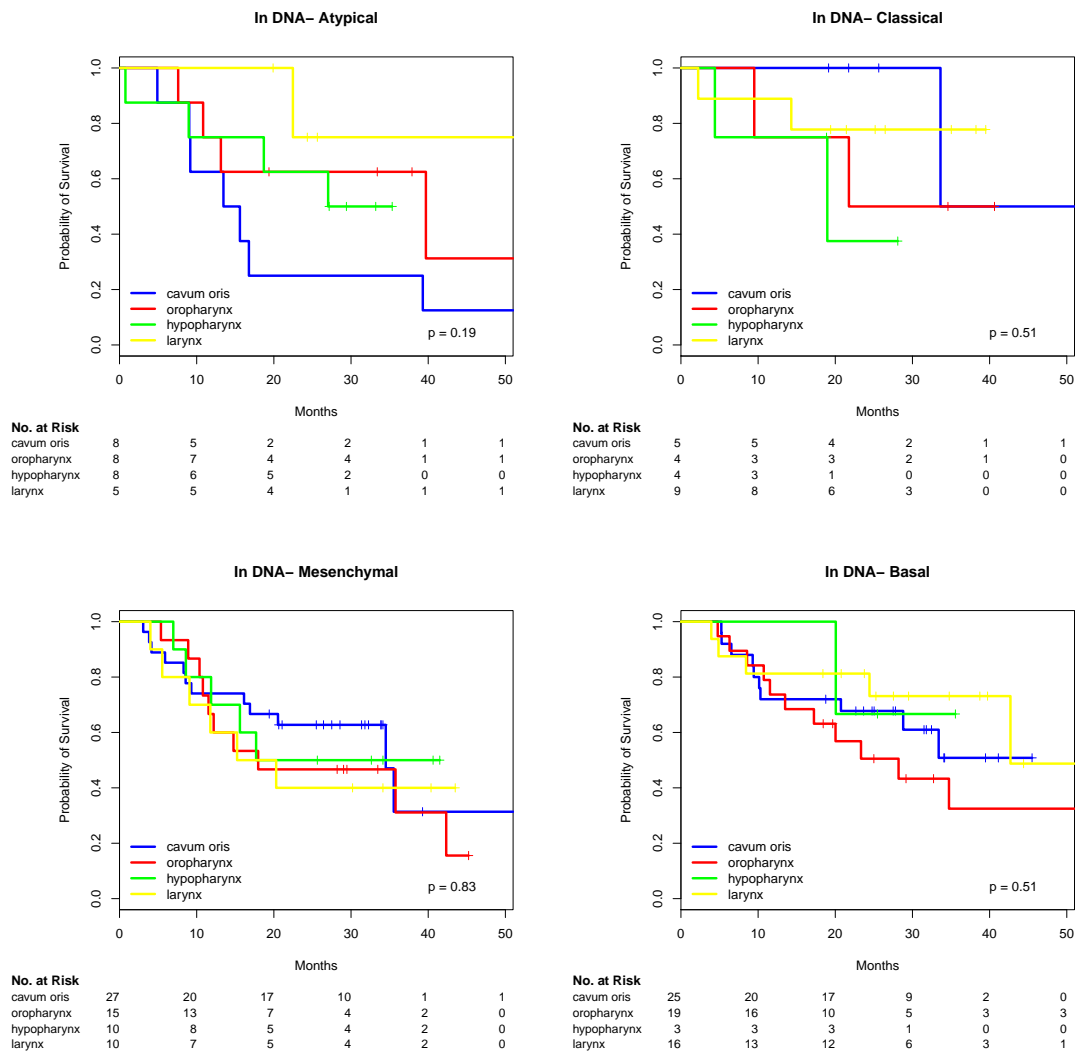 In DNA− Atypical
Probability of Survival
1.0
0.8
0.6
0.4
0.2
0.0
cavum oris
oropharynx
hypopharynx
larynx
p = 0.19
0 10 20 30 40 50
Months
No. at Risk
cavum oris 8 5 2 2 1 1
oropharynx 8 7 4 4 1 1
hypopharynx 8 6 5 2 0 0
larynx 5 5 4 1 1 1
In DNA− Classical
Probability of Survival
1.0
0.8
0.6
0.4
0.2
0.0
cavum oris
oropharynx
hypopharynx
larynx
p = 0.51
0 10 20 30 40 50
Months
No. at Risk
cavum oris 5 5 4 2 1 1
oropharynx 4 3 3 2 1 0
hypopharynx 4 3 1 0 0 0
larynx 9 8 6 3 0 0
In DNA− Mesenchymal
Probability of Survival
1.0
0.8
0.6
0.4
0.2
0.0
cavum oris
oropharynx
hypopharynx
larynx
p = 0.83
0 10 20 30 40 50
Months
No. at Risk
cavum oris 27 20 17 10 1 1
oropharynx 15 13 7 4 2 0
hypopharynx 10 8 5 4 2 0
larynx 10 7 5 4 2 0
In DNA− Basal
Probability of Survival
1.0
0.8
0.6
0.4
0.2
0.0
cavum oris
oropharynx
hypopharynx
larynx
p = 0.51
0 10 20 30 40 50
Months
No. at Risk
cavum oris 25 20 17 9 2 0
oropharynx 19 16 10 5 3 3
hypopharynx 3 3 3 1 0 0
larynx 16 13 12 6 3 1